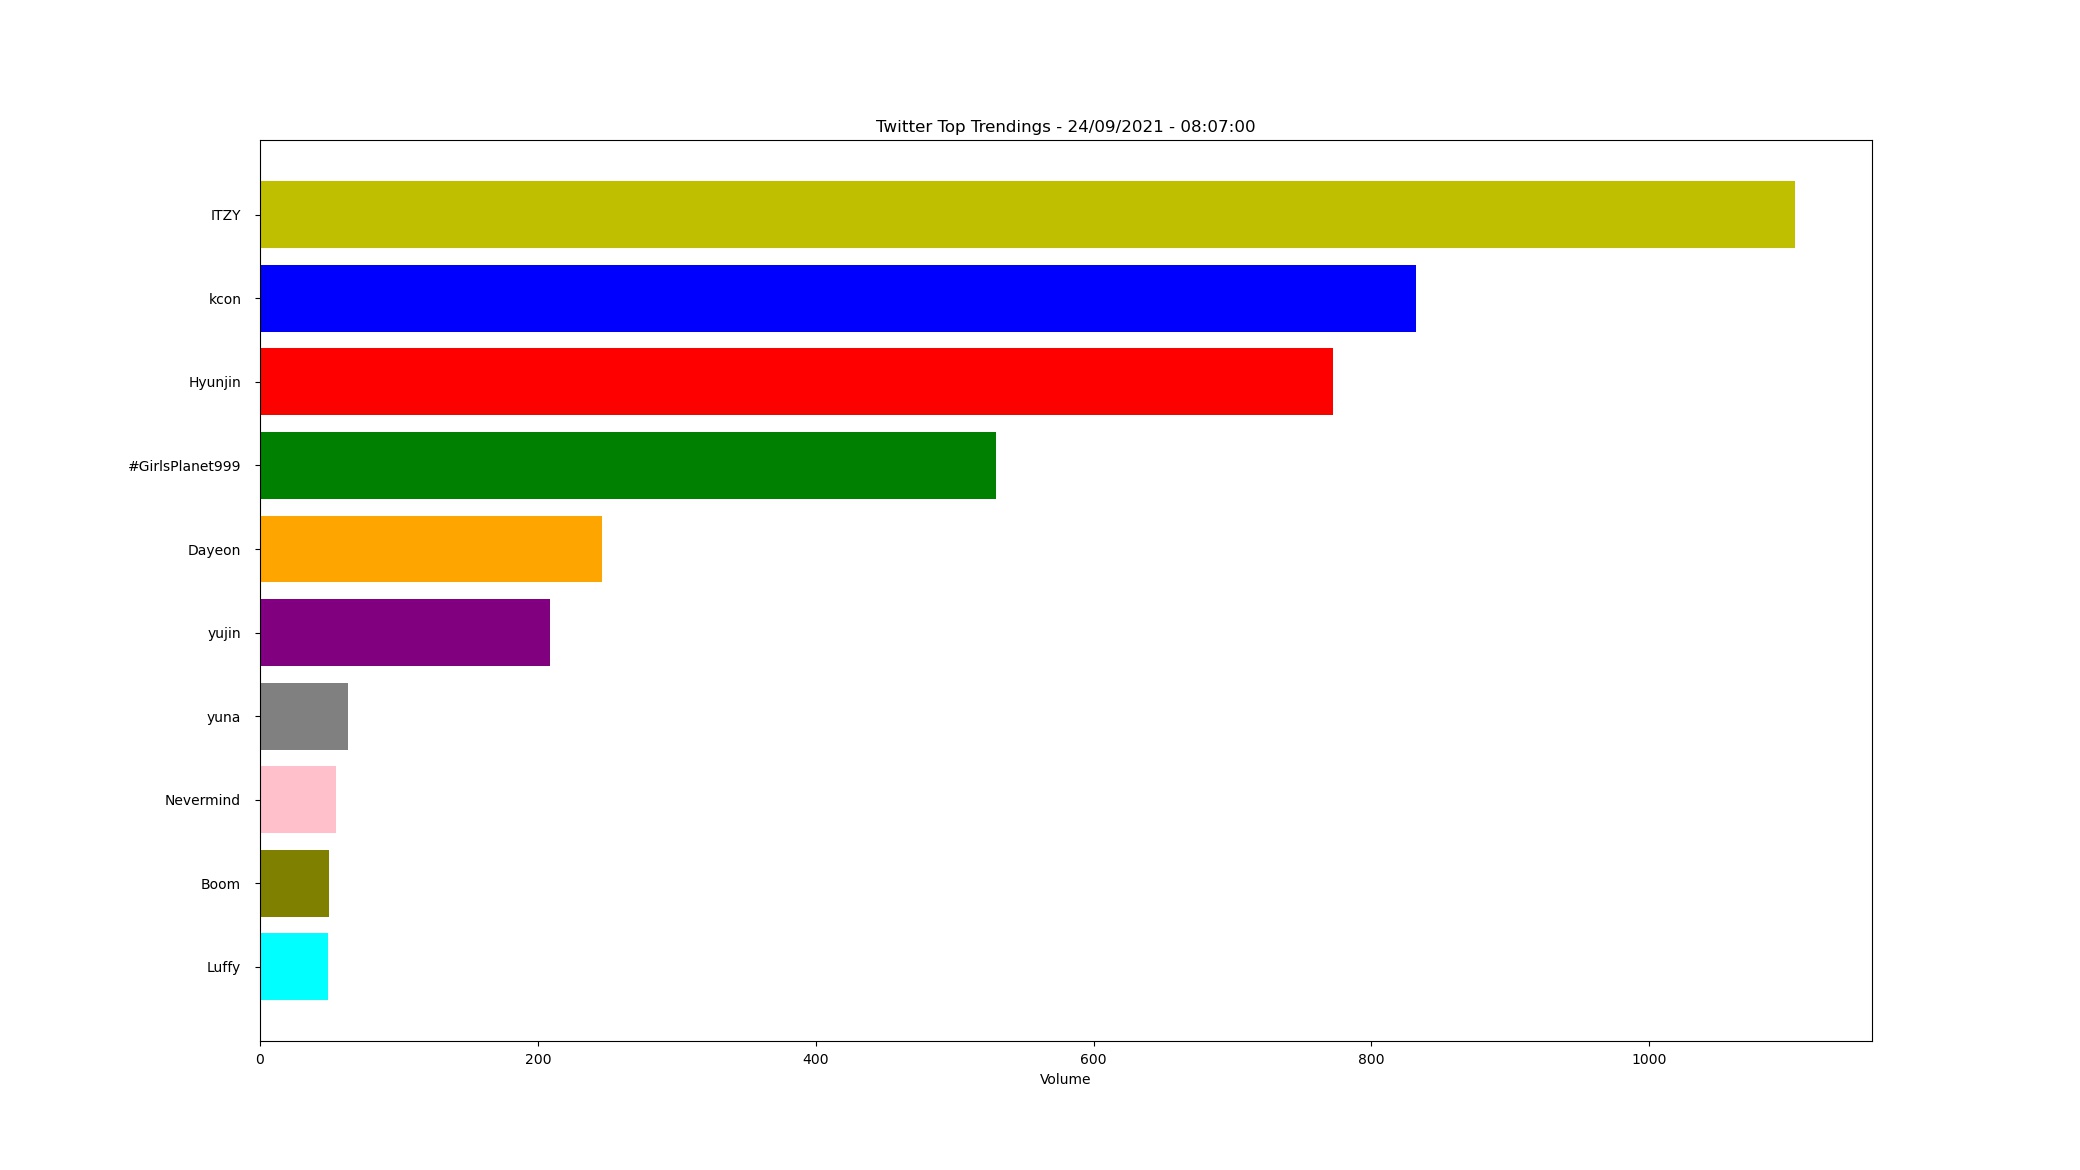 Twitter Top Trendings - 24/09/2021 - 08:07:00
ITZY
kcon
Hyunjin
#GirlsPlanet999
Dayeon
yujin
yuna
Nevermind
Boom
Luffy
0 200 400 600 800 1000
Volume